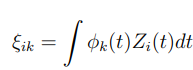 ξ_{ik} = ∫ ϕ_k(t)Z_i(t)dt